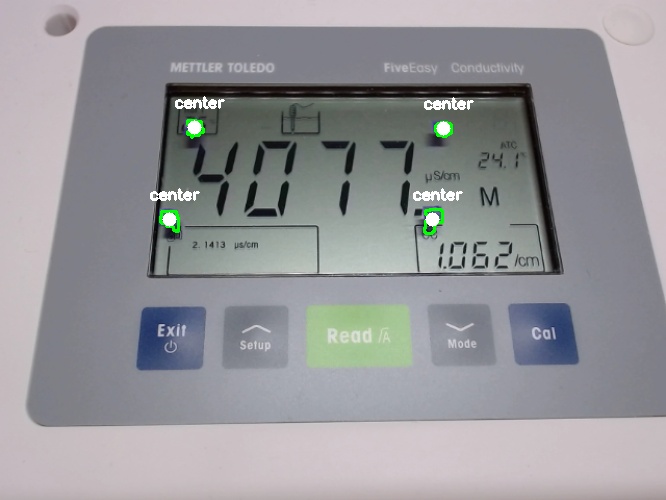 METTLER TOLEDO FiveEasy Conductivity
center center
ATC
24.1°
4077.
µS/cm
center center
M
2. 1413 µs/cm
1.062/cm
Exit Setup Read /A Mode Cal